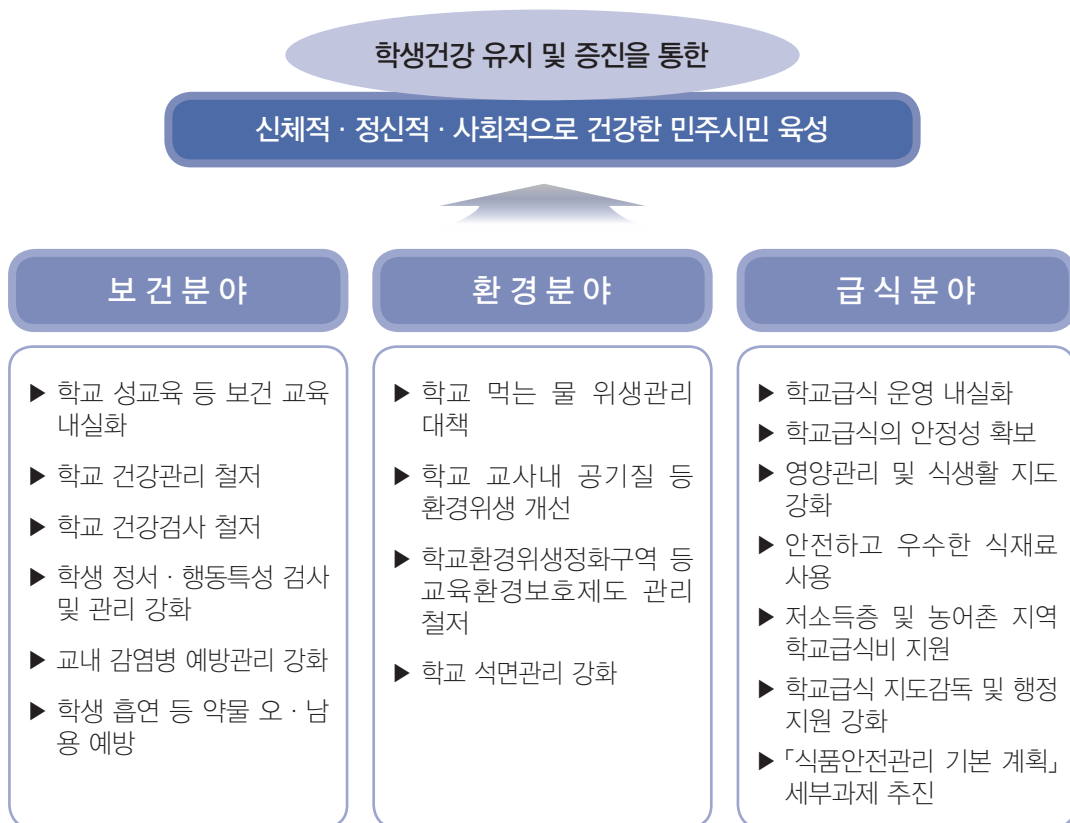 학생건강 유지 및 증진을 통한
신체적 · 정신적 · 사회적으로 건강한 민주시민 육성
보 건 분 야
▶ 학교 성교육 등 보건 교육
내실화
▶ 학교 건강관리 철저
▶ 학교 건강검사 철저
▶ 학생 정서 · 행동특성 검사
및 관리 강화
▶ 교내 감염병 예방관리 강화
▶ 학생 흡연 등 약물 오 · 남
용 예방
환 경 분 야
▶ 학교 먹는 물 위생관리
대책
▶ 학교 교사내 공기질 등
환경위생 개선
▶ 학교환경위생정화구역 등
교육환경보호제도 관리
철저
▶ 학교 석면관리 강화
급 식 분 야
▶ 학교급식 운영 내실화
▶ 학교급식의 안정성 확보
▶ 영양관리 및 식생활 지도
강화
▶ 안전하고 우수한 식재료
사용
▶ 저소득층 및 농어촌 지역
학교급식비 지원
▶ 학교급식 지도감독 및 행정
지원 강화
▶ 「식품안전관리 기본 계획」
세부과제 추진